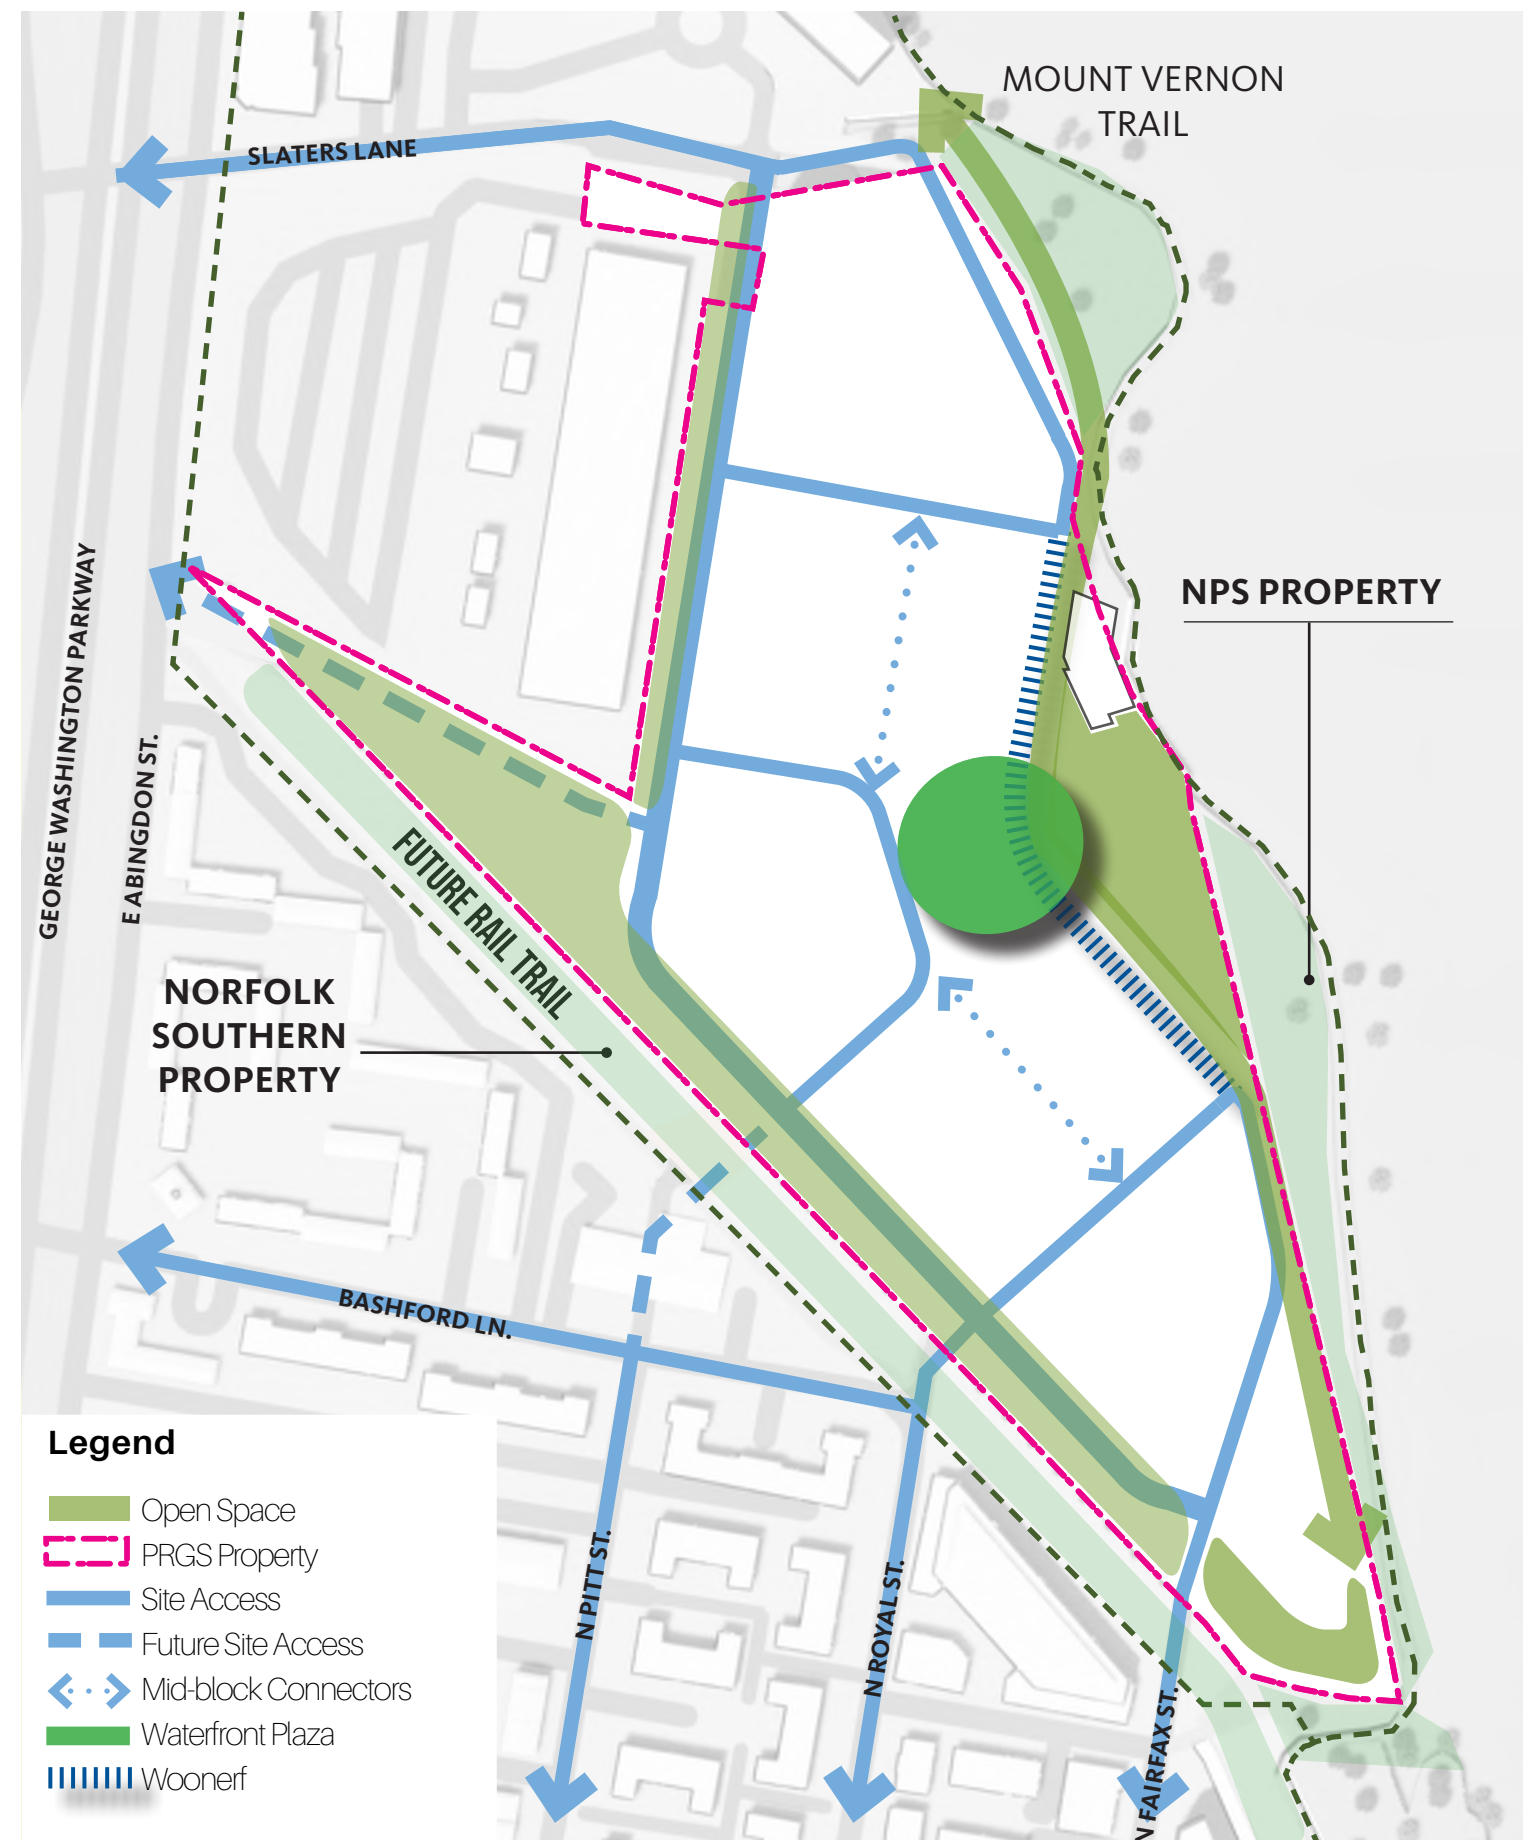 MOUNT VERNON
TRAIL
SLATERS LANE
NPS PROPERTY
GEORGE WASHINGTON PARKWAY
E ABINGDON ST.
FUTURE RAIL TRAIL
NORFOLK
SOUTHERN
PROPERTY
BASHFORD LN.
N PITT ST.
N ROYAL ST.
N FAIRFAX ST.
Legend
Open Space
PRGS Property
Site Access
Future Site Access
Mid-block Connectors
Waterfront Plaza
Woonerf